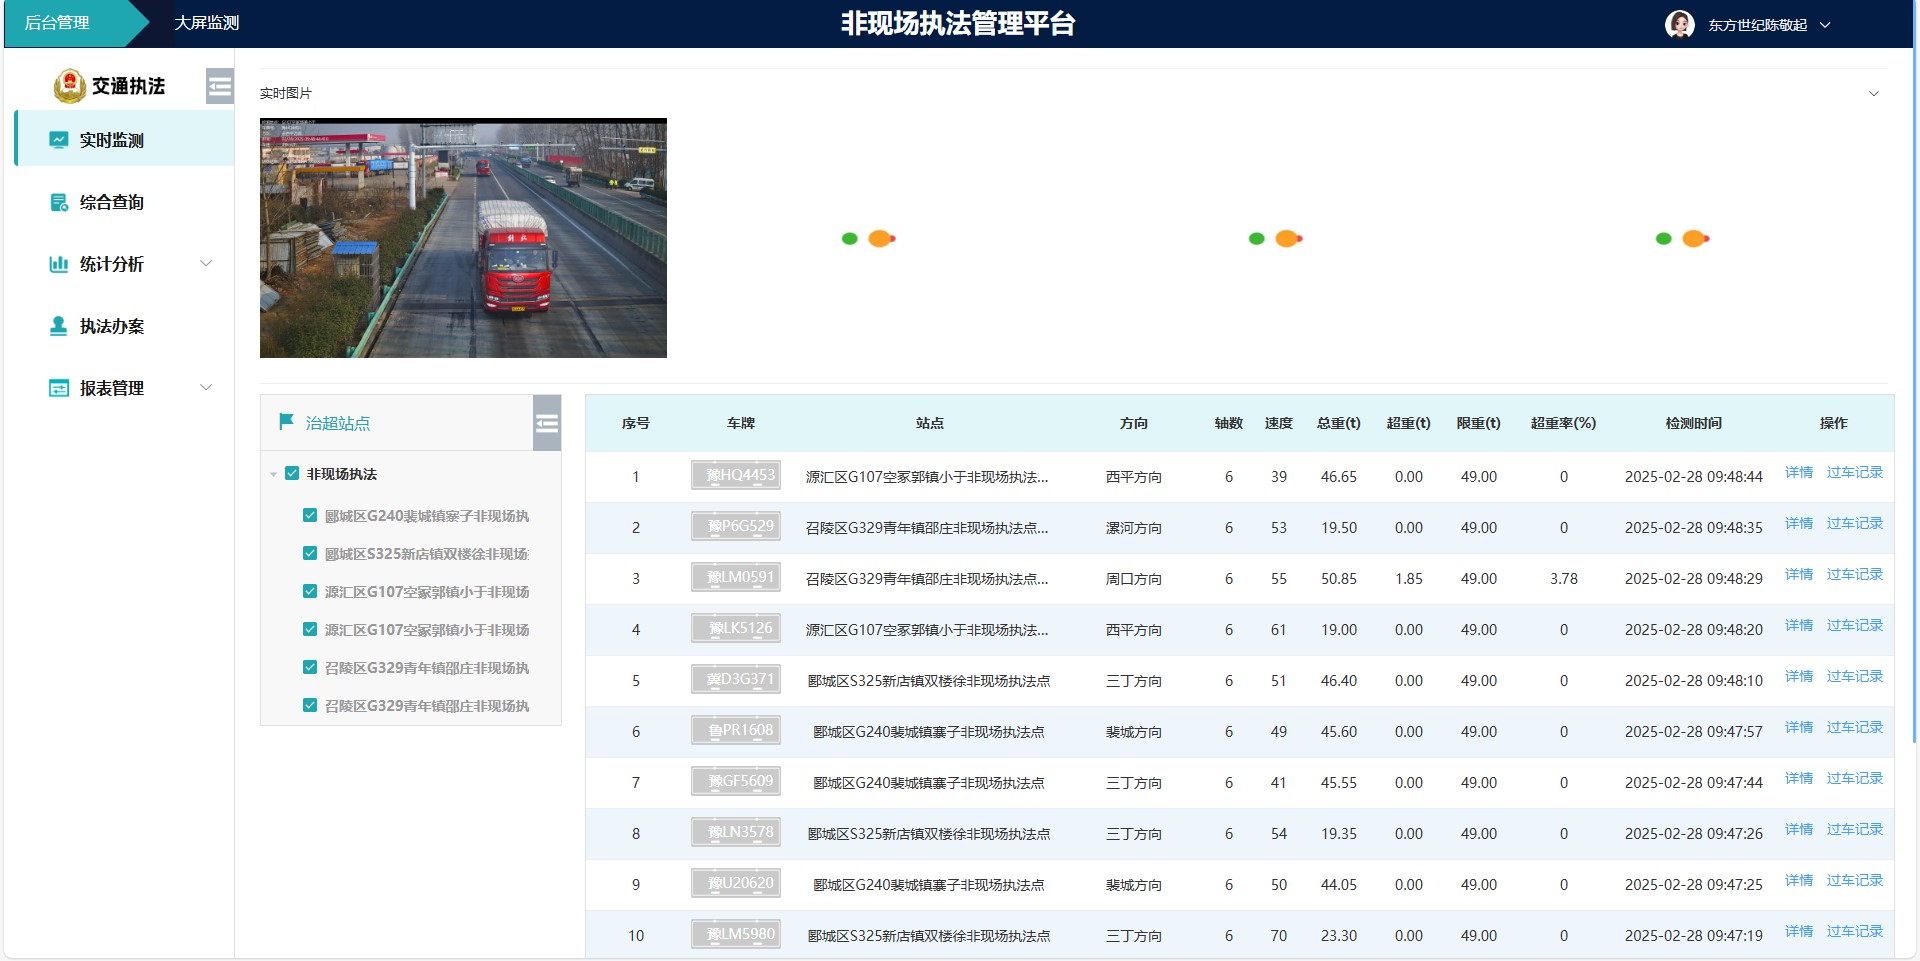 后台管理 大屏监测 非现场执法管理平台 东方世纪陈敬起
交通执法
实时监测
综合查询
统计分析
执法办案
报表管理
实时图片
治超站点
非现场执法
郾城区G240裴城镇寨子非现场执
郾城区S325新店镇双楼徐非现场
源汇区G107空冢郭镇小于非现场
源汇区G107空冢郭镇小于非现场
召陵区G329青年镇邵庄非现场执
召陵区G329青年镇邵庄非现场执
序号 车牌 站点 方向 轴数 速度 总重(t) 超重(t) 限重(t) 超重率(%) 检测时间 操作
1 豫HQ4453 源汇区G107空冢郭镇小于非现场执法... 西平方向 6 39 46.65 0.00 49.00 0 2025-02-28 09:48:44 详情 过车记录
2 豫P6G529 召陵区G329青年镇邵庄非现场执法点... 漯河方向 6 53 19.50 0.00 49.00 0 2025-02-28 09:48:35 详情 过车记录
3 豫LM0591 召陵区G329青年镇邵庄非现场执法点... 周口方向 6 55 50.85 1.85 49.00 3.78 2025-02-28 09:48:29 详情 过车记录
4 豫LK5126 源汇区G107空冢郭镇小于非现场执法... 西平方向 6 61 19.00 0.00 49.00 0 2025-02-28 09:48:20 详情 过车记录
5 冀D3G371 郾城区S325新店镇双楼徐非现场执法点 三丁方向 6 51 46.40 0.00 49.00 0 2025-02-28 09:48:10 详情 过车记录
6 鲁PR1608 郾城区G240裴城镇寨子非现场执法点 裴城方向 6 49 45.60 0.00 49.00 0 2025-02-28 09:47:57 详情 过车记录
7 豫GF5609 郾城区G240裴城镇寨子非现场执法点 三丁方向 6 41 45.55 0.00 49.00 0 2025-02-28 09:47:44 详情 过车记录
8 豫LN3578 郾城区S325新店镇双楼徐非现场执法点 三丁方向 6 54 19.35 0.00 49.00 0 2025-02-28 09:47:26 详情 过车记录
9 豫U20620 郾城区G240裴城镇寨子非现场执法点 裴城方向 6 50 44.05 0.00 49.00 0 2025-02-28 09:47:25 详情 过车记录
10 豫LM5980 郾城区S325新店镇双楼徐非现场执法点 三丁方向 6 70 23.30 0.00 49.00 0 2025-02-28 09:47:19 详情 过车记录